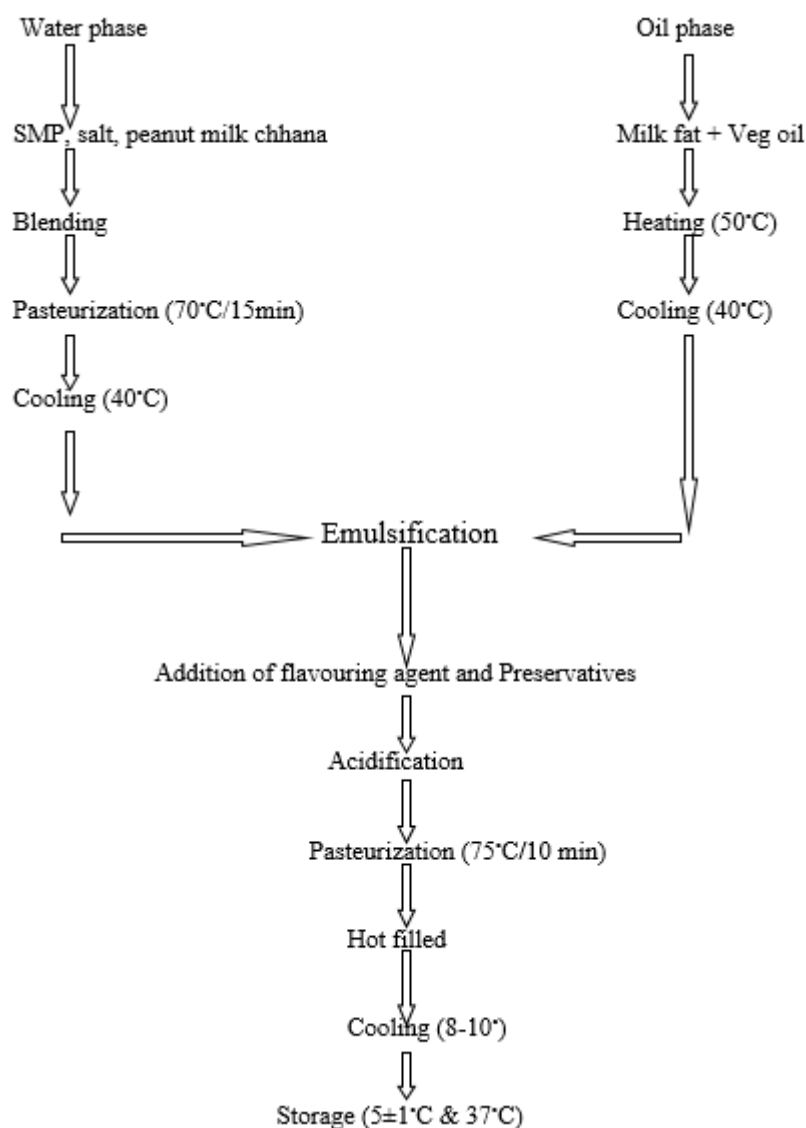 Water phase
Oil phase
SMP, salt, peanut milk chhana
Milk fat + Veg oil
Blending
Heating (50°C)
Pasteurization (70°C/15min)
Cooling (40°C)
Cooling (40°C)
Emulsification
Addition of flavouring agent and Preservatives
Acidification
Pasteurization (75°C/10 min)
Hot filled
Cooling (8-10°)
Storage (5±1°C & 37°C)